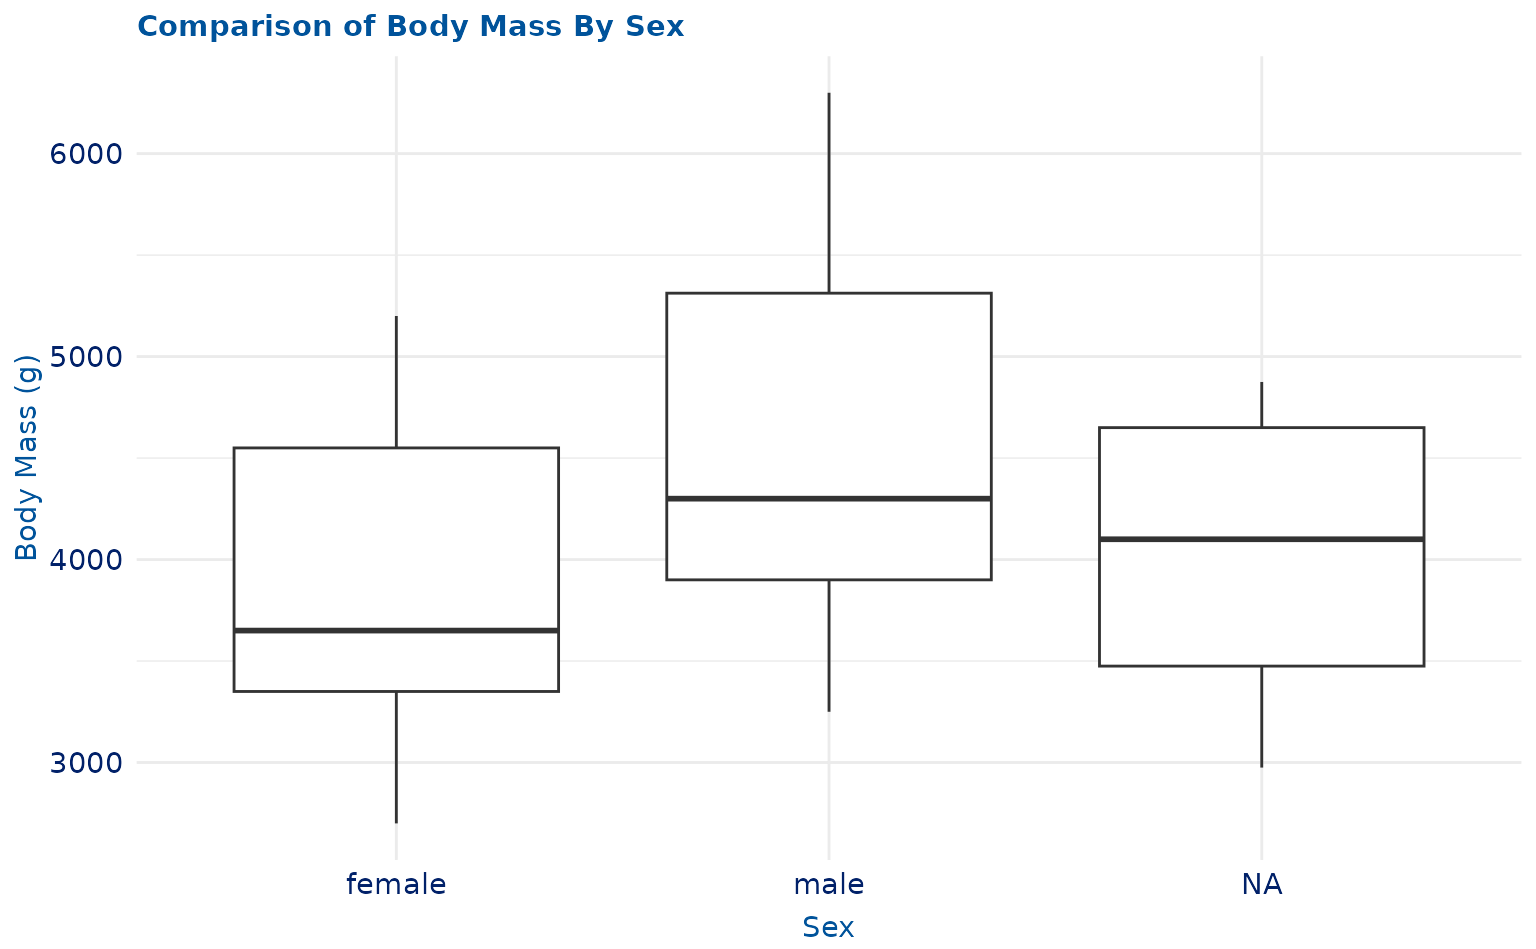 Comparison of Body Mass By Sex
Body Mass (g)
6000
5000
4000
3000
female
male
NA
Sex